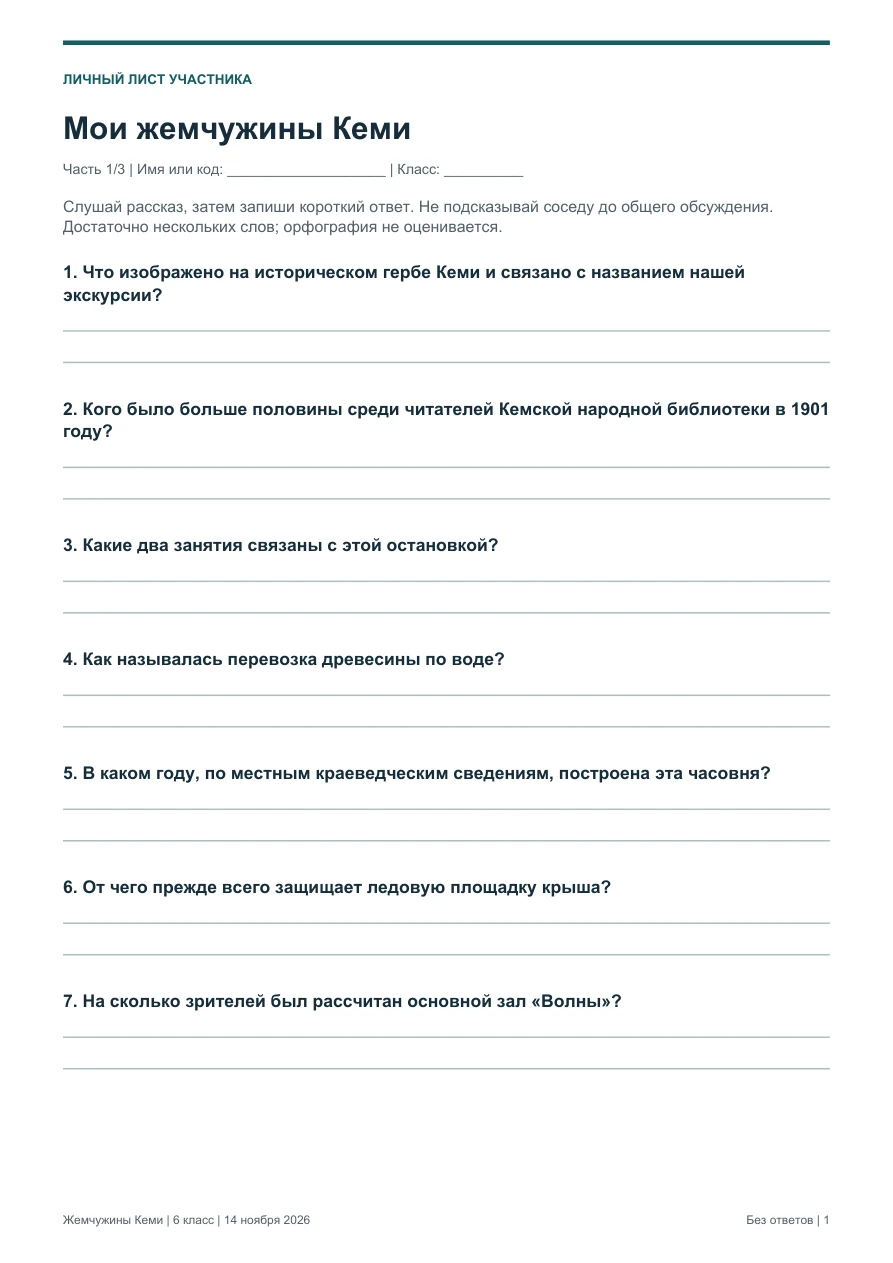 ЛИЧНЫЙ ЛИСТ УЧАСТНИКА
Мои жемчужины Кеми
Часть 1/3 | Имя или код: ____________________ | Класс: __________
Слушай рассказ, затем запиши короткий ответ. Не подсказывай соседу до общего обсуждения.
Достаточно нескольких слов; орфография не оценивается.
1. Что изображено на историческом гербе Кеми и связано с названием нашей
экскурсии?
2. Кого было больше половины среди читателей Кемской народной библиотеки в 1901
году?
3. Какие два занятия связаны с этой остановкой?
4. Как называлась перевозка древесины по воде?
5. В каком году, по местным краеведческим сведениям, построена эта часовня?
6. От чего прежде всего защищает ледовую площадку крыша?
7. На сколько зрителей был рассчитан основной зал «Волны»?
Жемчужины Кеми | 6 класс | 14 ноября 2026
Без ответов | 1